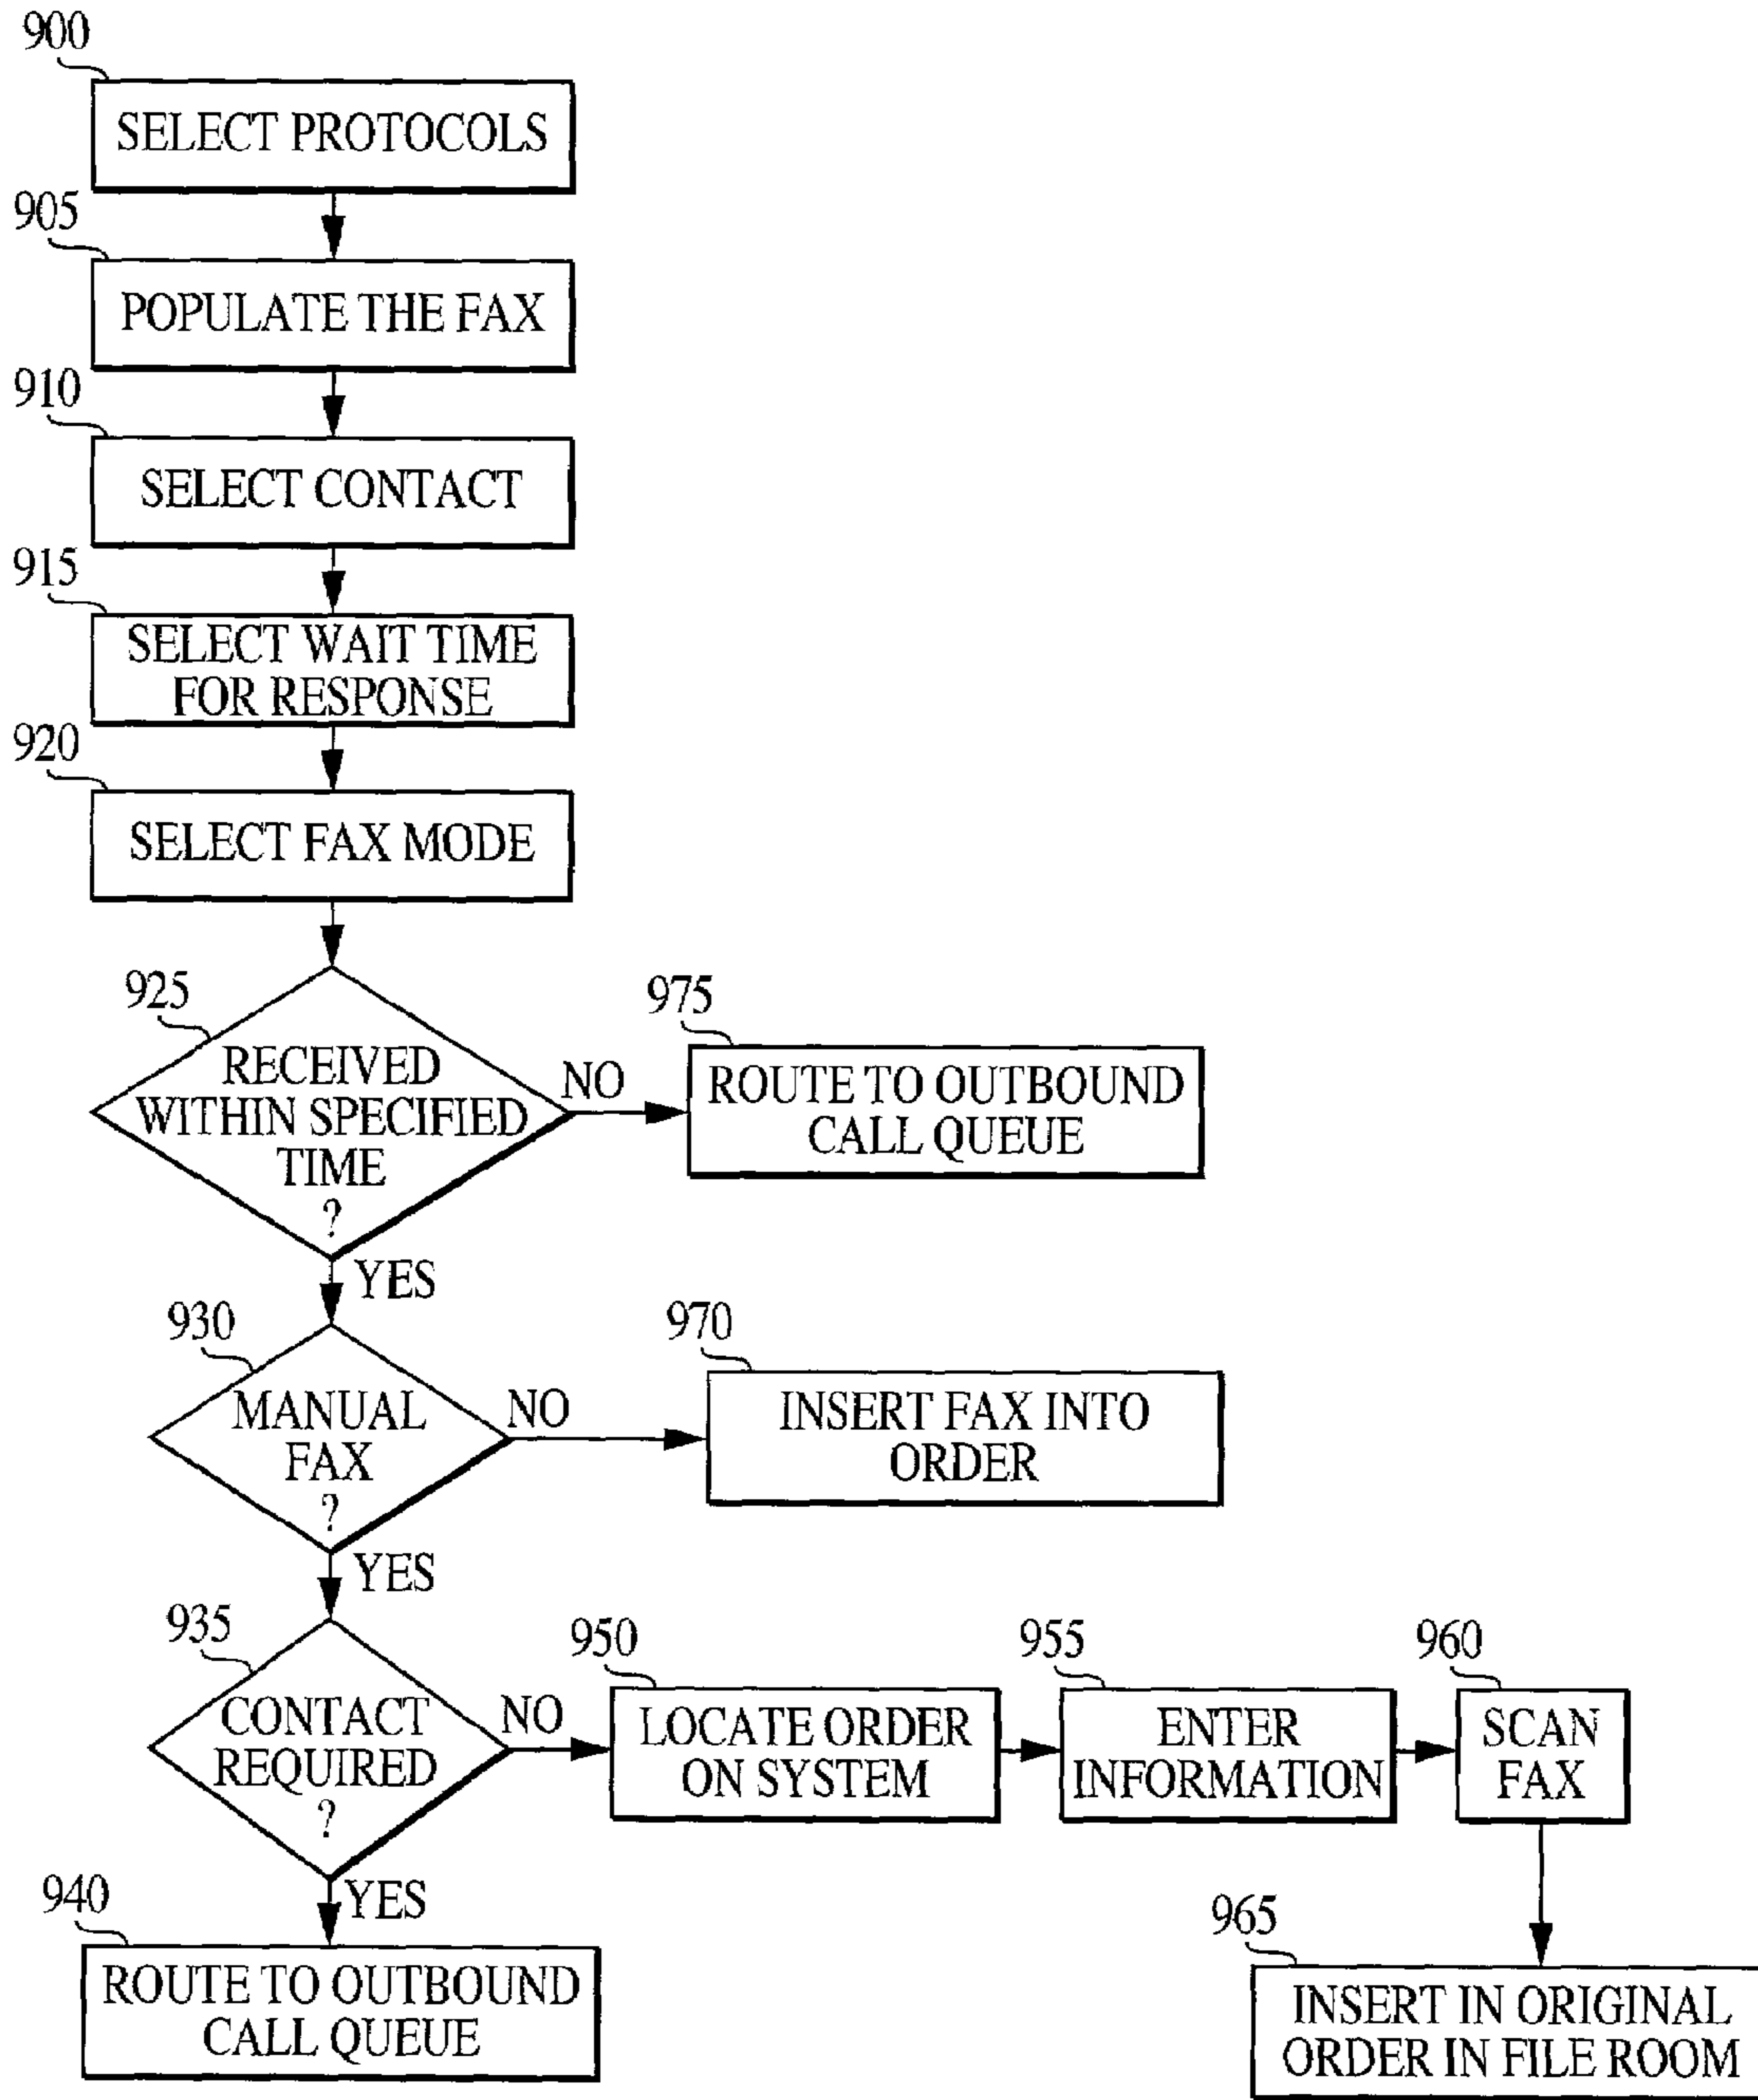 900
SELECT PROTOCOLS
905
POPULATE THE FAX
910
SELECT CONTACT
915
SELECT WAIT TIME
FOR RESPONSE
920
SELECT FAX MODE
925
RECEIVED
WITHIN SPECIFIED
TIME
?
NO
975
ROUTE TO OUTBOUND
CALL QUEUE
YES
930
MANUAL
FAX
?
NO
970
INSERT FAX INTO
ORDER
YES
935
CONTACT
REQUIRED
?
NO
950
LOCATE ORDER
ON SYSTEM
955
ENTER
INFORMATION
960
SCAN
FAX
YES
940
ROUTE TO OUTBOUND
CALL QUEUE
965
INSERT IN ORIGINAL
ORDER IN FILE ROOM